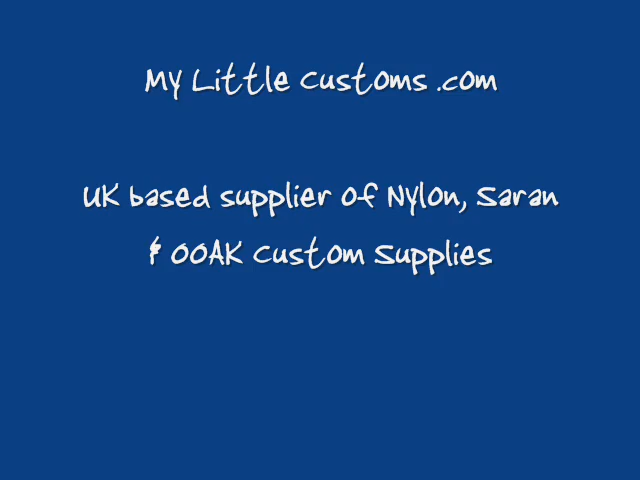 My Little Customs .com
UK based supplier of Nylon, Saran
& OOAK Custom Supplies